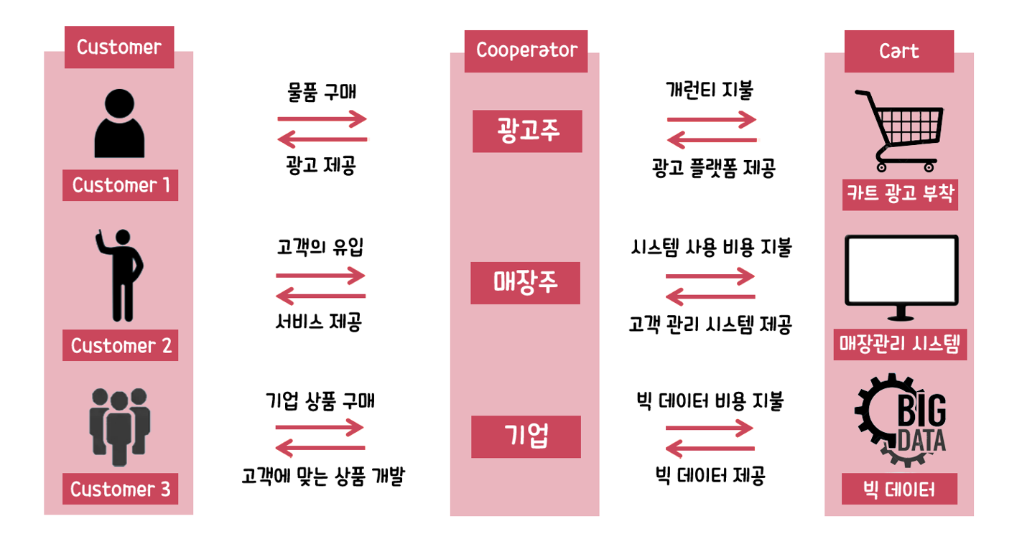 Customer
Cooperator
Cart
물품 구매
광고 제공
Customer 1
광고주
개런티 지불
광고 플랫폼 제공
카트 광고 부착
고객의 유입
서비스 제공
Customer 2
매장주
시스템 사용 비용 지불
고객 관리 시스템 제공
매장관리 시스템
기업 상품 구매
고객에 맞는 상품 개발
Customer 3
기업
빅 데이터 비용 지불
빅 데이터 제공
BIG
DATA
빅 데이터